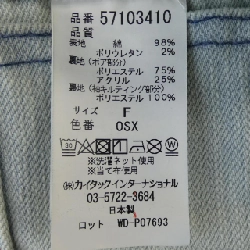 品番 57103410
品質
表地 綿 98%
ポリウレタン 2%
裏地(ボア部分)
ポリエステル 75%
アクリル 25%
裏地(袖キルティング部分)
ポリエステル 100%
サイズ F
色番 OSX
※洗濯ネット使用
※当て布使用
㈱カイタックインターナショナル
03-5722-3684
日本製
ロット WD P07693